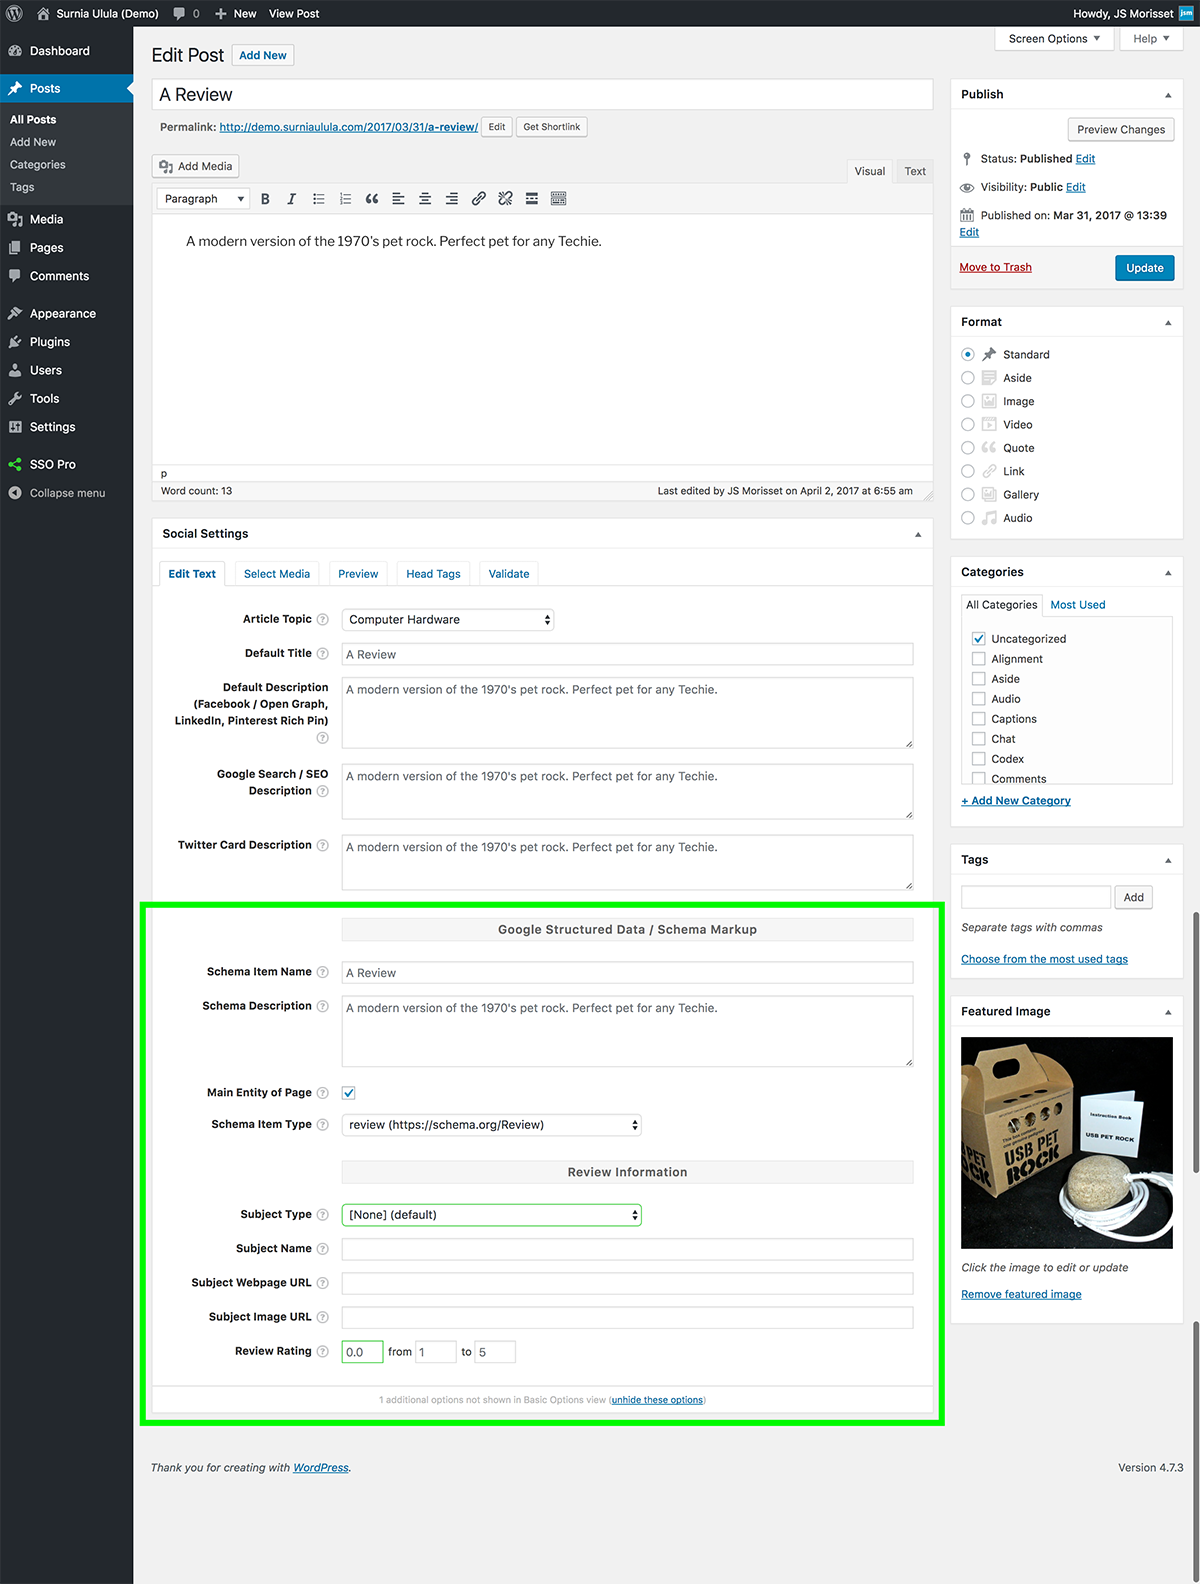 Surnia Ulula (Demo) 0 New View Post
Howdy, JS Morisset jsm
Dashboard
Posts
All Posts
Add New
Categories
Tags
Media
Pages
Comments
Appearance
Plugins
Users
Tools
Settings
SSO Pro
Collapse menu
Screen Options Help
Edit Post Add New
A Review
Permalink: http://demo.surniaulula.com/2017/03/31/a-review/ Edit Get Shortlink
Add Media
Visual Text
Paragraph B I
A modern version of the 1970's pet rock. Perfect pet for any Techie.
p
Word count: 13 Last edited by JS Morisset on April 2, 2017 at 6:55 am
Social Settings
Edit Text Select Media Preview Head Tags Validate
Article Topic ? Computer Hardware
Default Title ? A Review
Default Description
(Facebook / Open Graph,
LinkedIn, Pinterest Rich Pin)
?
A modern version of the 1970's pet rock. Perfect pet for any Techie.
Google Search / SEO
Description ?
A modern version of the 1970's pet rock. Perfect pet for any Techie.
Twitter Card Description ? A modern version of the 1970's pet rock. Perfect pet for any Techie.
Google Structured Data / Schema Markup
Schema Item Name ? A Review
Schema Description ? A modern version of the 1970's pet rock. Perfect pet for any Techie.
Main Entity of Page ?
Schema Item Type ? review (https://schema.org/Review)
Review Information
Subject Type ? [None] (default)
Subject Name ?
Subject Webpage URL ?
Subject Image URL ?
Review Rating ? 0.0 from 1 to 5
1 additional options not shown in Basic Options view (unhide these options)
Publish
Preview Changes
Status: Published Edit
Visibility: Public Edit
Published on: Mar 31, 2017 @ 13:39
Edit
Move to Trash Update
Format
Standard
Aside
Image
Video
Quote
Link
Gallery
Audio
Categories
All Categories Most Used
Uncategorized
Alignment
Aside
Audio
Captions
Chat
Codex
Comments
+ Add New Category
Tags
Add
Separate tags with commas
Choose from the most used tags
Featured Image
Instruction Book
USB PET ROCK
USB PET
ROCK
Click the image to edit or update
Remove featured image
Thank you for creating with WordPress.
Version 4.7.3